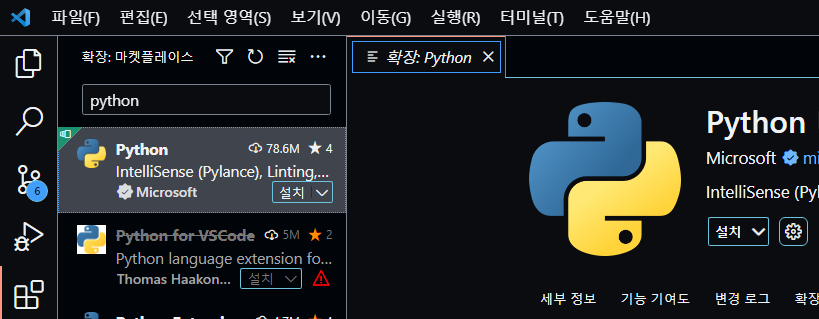 파일(F) 편집(E) 선택 영역(S) 보기(V) 이동(G) 실행(R) 터미널(T) 도움말(H)
확장: 마켓플레이스
python
Python 78.6M 4
IntelliSense (Pylance), Linting,...
Microsoft 설치
Python for VSCode 5M 2
Python language extension fo...
Thomas Haakon... 설치
6
확장: Python
Python
Microsoft
IntelliSense (Pyl
설치
세부 정보 기능 기여도 변경 로그 확장